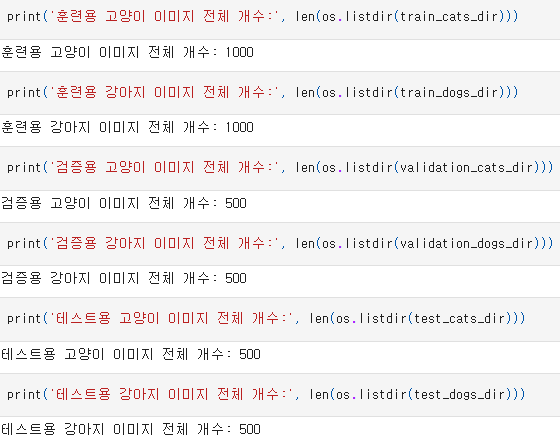 print('훈련용 고양이 이미지 전체 개수:', len(os.listdir(train_cats_dir)))
훈련용 고양이 이미지 전체 개수: 1000
print('훈련용 강아지 이미지 전체 개수:', len(os.listdir(train_dogs_dir)))
훈련용 강아지 이미지 전체 개수: 1000
print('검증용 고양이 이미지 전체 개수:', len(os.listdir(validation_cats_dir)))
검증용 고양이 이미지 전체 개수: 500
print('검증용 강아지 이미지 전체 개수:', len(os.listdir(validation_dogs_dir)))
검증용 강아지 이미지 전체 개수: 500
print('테스트용 고양이 이미지 전체 개수:', len(os.listdir(test_cats_dir)))
테스트용 고양이 이미지 전체 개수: 500
print('테스트용 강아지 이미지 전체 개수:', len(os.listdir(test_dogs_dir)))
테스트용 강아지 이미지 전체 개수: 500